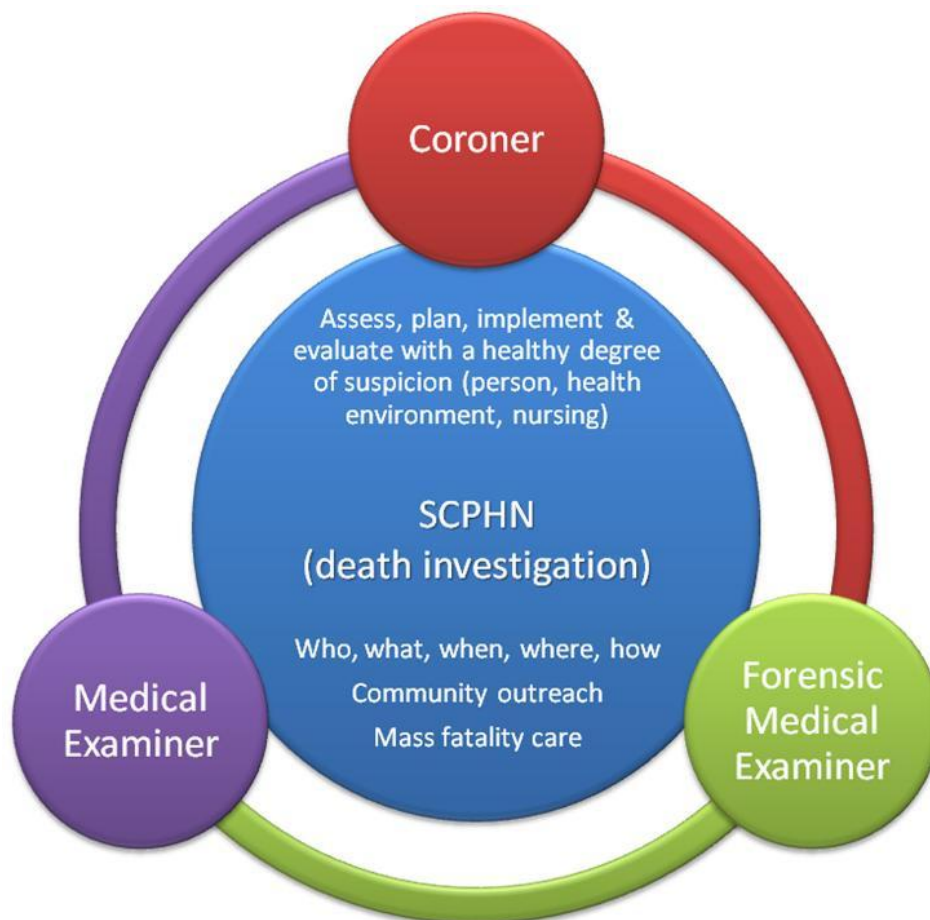 Coroner
Assess, plan, implement &
evaluate with a healthy degree
of suspicion (person, health
environment, nursing)
SCPHN
(death investigation)
Who, what, when, where, how
Community outreach
Mass fatality care
Medical
Examiner
Forensic
Medical
Examiner